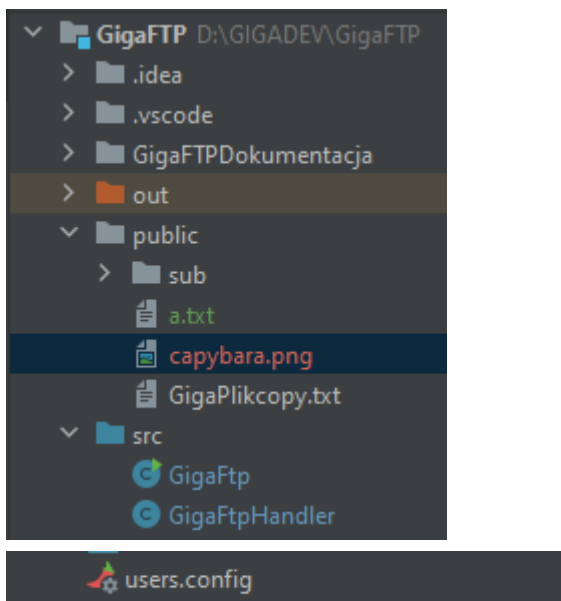 GigaFTP D:\GIGADEV\GigaFTP
.idea
.vscode
GigaFTPDokumentacja
out
public
sub
a.txt
capybara.png
GigaPlikcopy.txt
src
GigaFtp
GigaFtpHandler
users.config